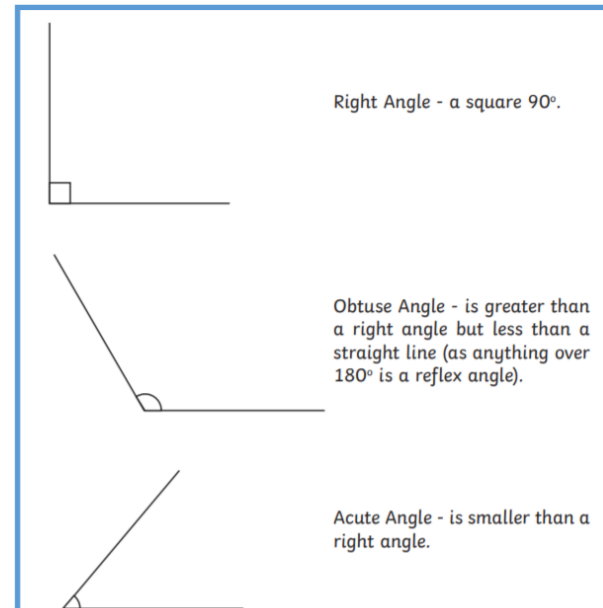 Right Angle - a square 90°.
Obtuse Angle - is greater than
a right angle but less than a
straight line (as anything over
180° is a reflex angle).
Acute Angle - is smaller than a
right angle.